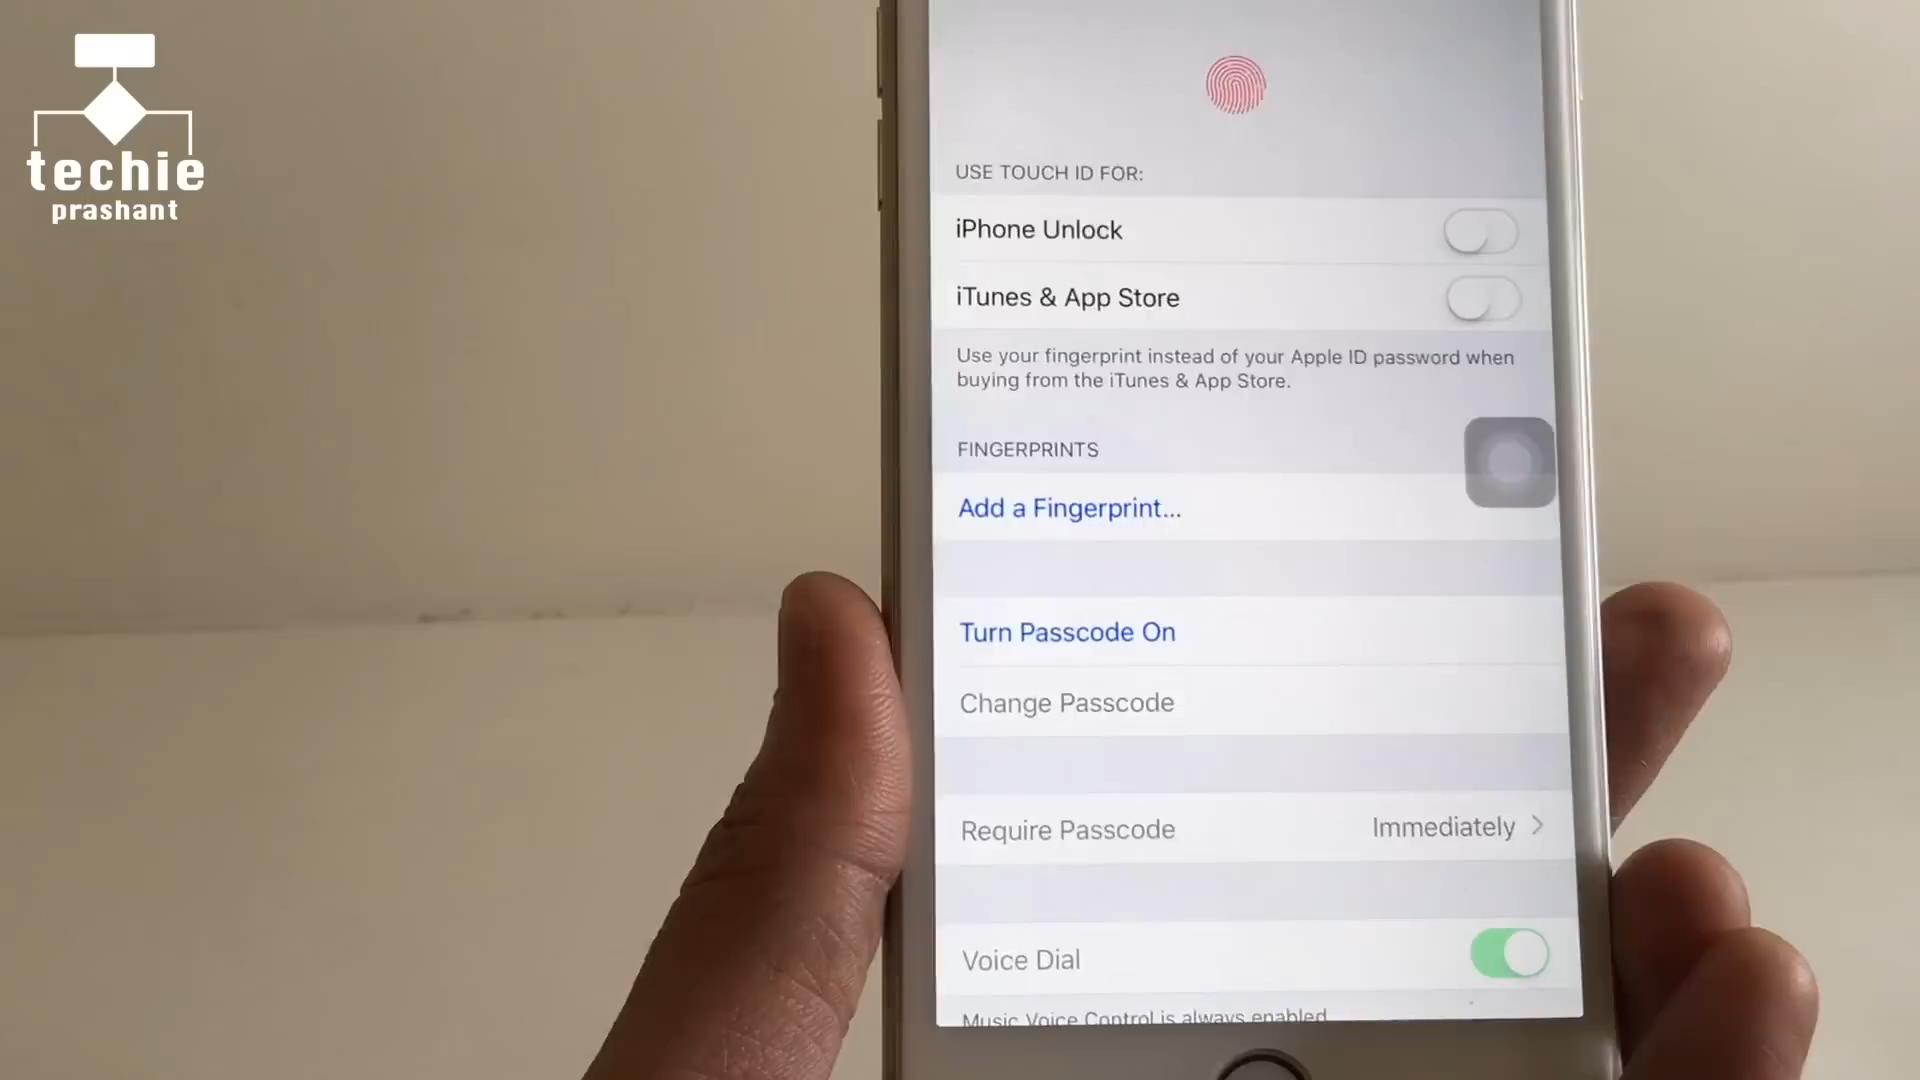 techie
prashant
USE TOUCH ID FOR:
iPhone Unlock
iTunes & App Store
Use your fingerprint instead of your Apple ID password when
buying from the iTunes & App Store.
FINGERPRINTS
Add a Fingerprint...
Turn Passcode On
Change Passcode
Require Passcode Immediately
Voice Dial
Music Voice Control is always enabled